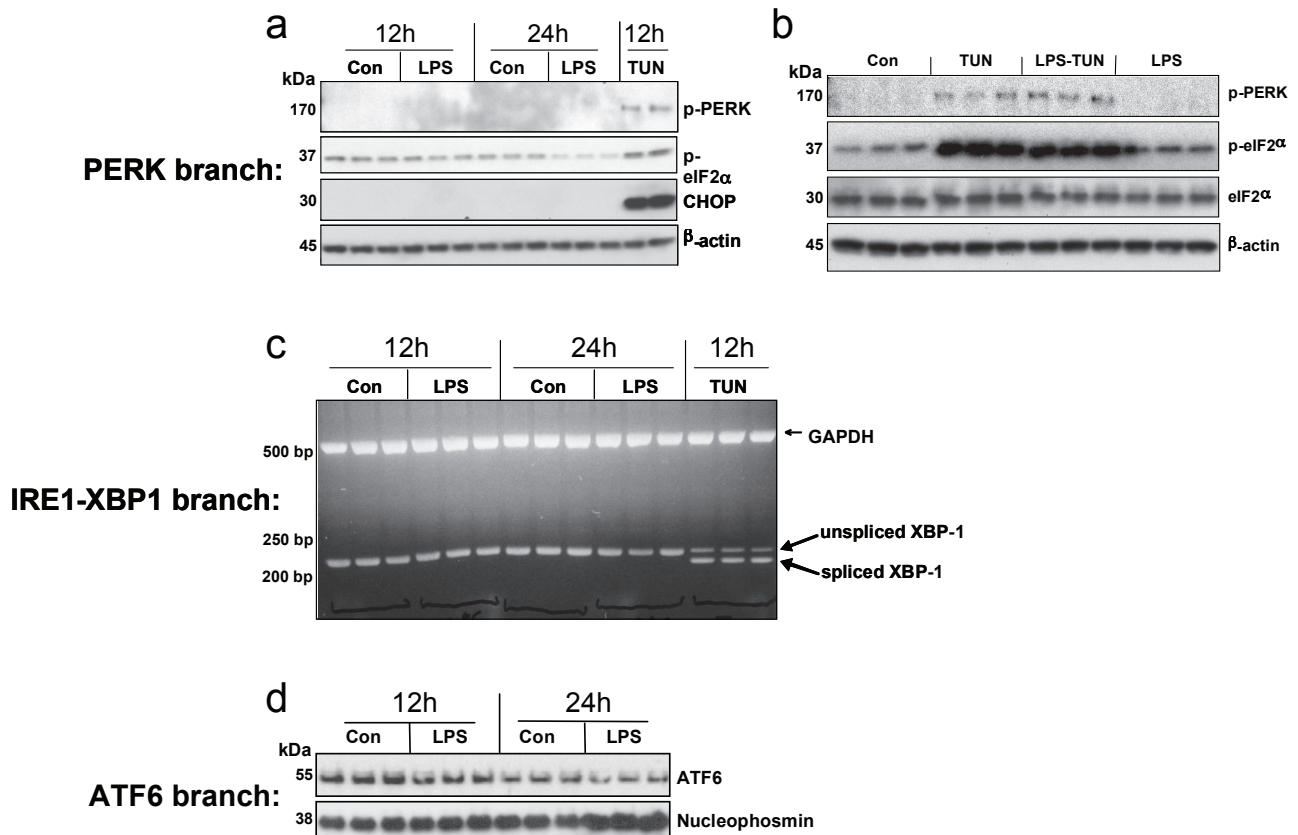 a
12h 24h 12h
Con LPS Con LPS TUN
kDa
170 p-PERK
37 p-
eIF2α
30 CHOP
45 β-actin
PERK branch:
b
Con TUN LPS-TUN LPS
kDa
170 p-PERK
37 p-eIF2α
30 eIF2α
45 β-actin
c
12h 24h 12h
Con LPS Con LPS TUN
500 bp GAPDH
250 bp unspliced XBP-1
200 bp spliced XBP-1
IRE1-XBP1 branch:
d
12h 24h
Con LPS Con LPS
kDa
55 ATF6
38 Nucleophosmin
ATF6 branch: